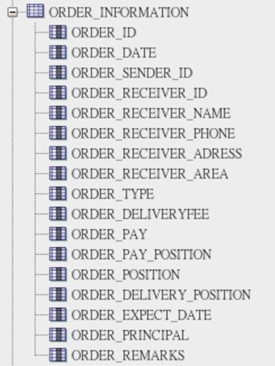 ORDER_INFORMATION
ORDER_ID
ORDER_DATE
ORDER_SENDER_ID
ORDER_RECEIVER_ID
ORDER_RECEIVER_NAME
ORDER_RECEIVER_PHONE
ORDER_RECEIVER_ADRESS
ORDER_RECEIVER_AREA
ORDER_TYPE
ORDER_DELIVERYFEE
ORDER_PAY
ORDER_PAY_POSITION
ORDER_POSITION
ORDER_DELIVERY_POSITION
ORDER_EXPECT_DATE
ORDER_PRINCIPAL
ORDER_REMARKS